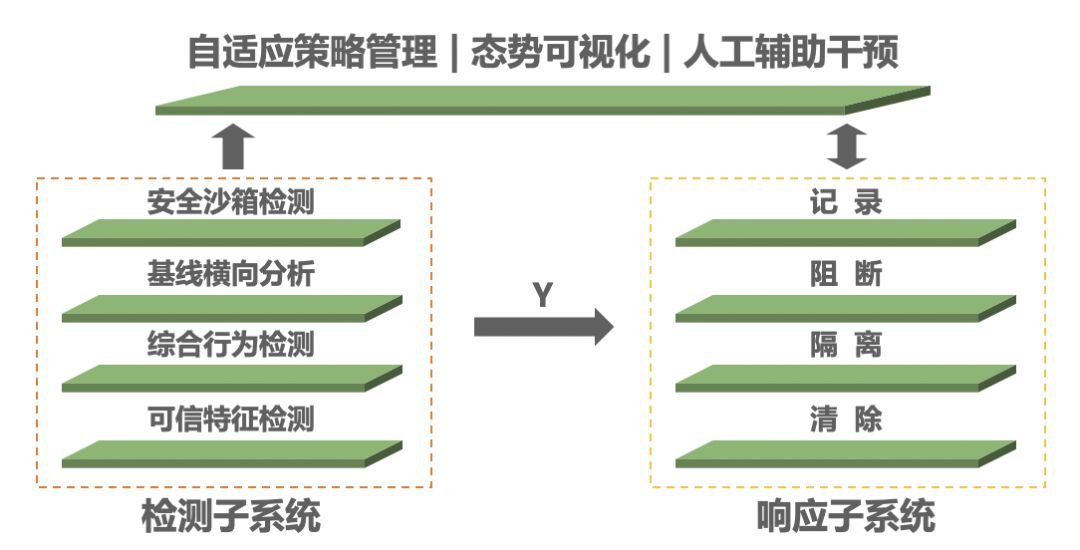 自适应策略管理 | 态势可视化 | 人工辅助干预
安全沙箱检测
基线横向分析
综合行为检测
可信特征检测
检测子系统
Y
记 录
阻 断
隔 离
清 除
响应子系统